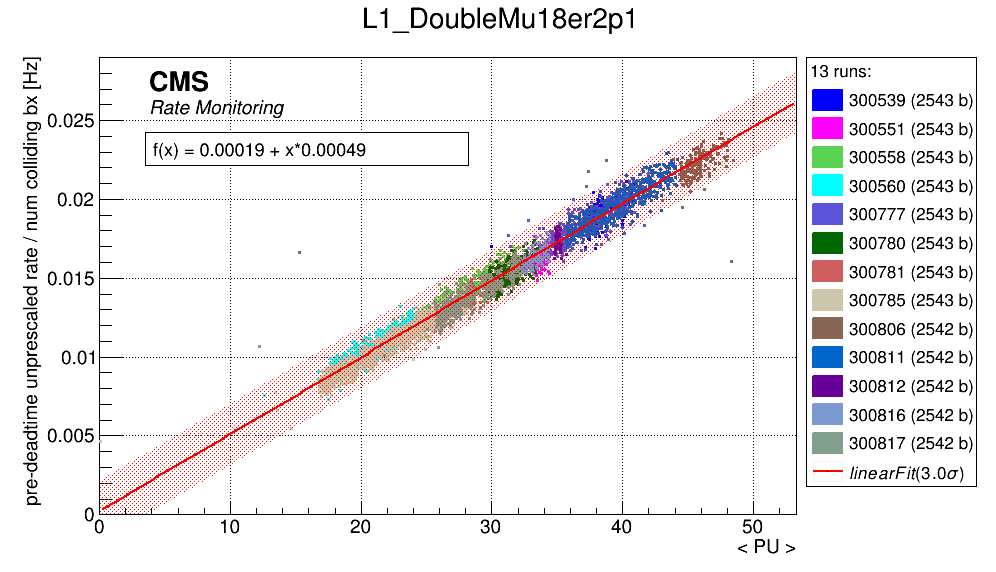 L1_DoubleMu18er2p1
pre-deadtime unprescaled rate / num colliding bx [Hz]
CMS
Rate Monitoring
f(x) = 0.00019 + x*0.00049
0.025
0.02
0.015
0.01
0.005
0
0 10 20 30 40 50
< PU >
13 runs:
300539 (2543 b)
300551 (2543 b)
300558 (2543 b)
300560 (2543 b)
300777 (2543 b)
300780 (2543 b)
300781 (2543 b)
300785 (2543 b)
300806 (2542 b)
300811 (2542 b)
300812 (2542 b)
300816 (2542 b)
300817 (2542 b)
linearFit(3.0σ)